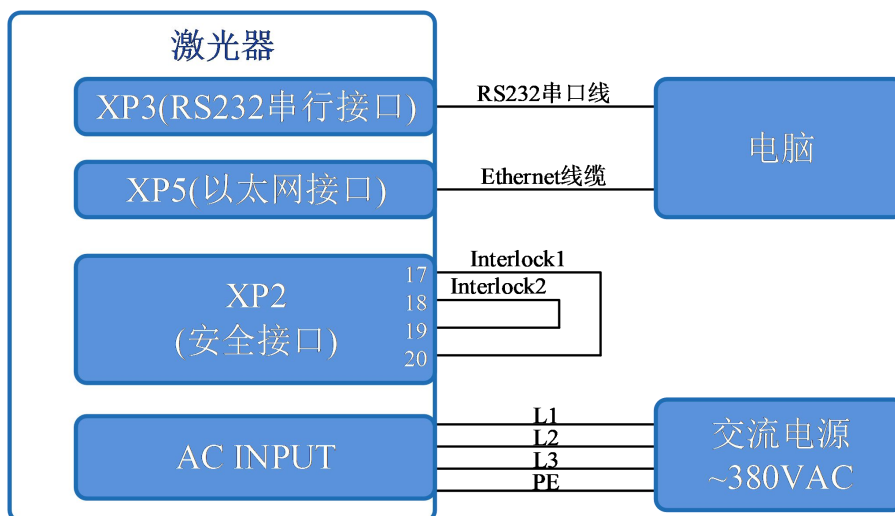 激光器
XP3(RS232串行接口)
RS232串口线
电脑
XP5(以太网接口)
Ethernet线缆
XP2
(安全接口)
17
18
19
20
Interlock1
Interlock2
AC INPUT
L1
L2
L3
PE
交流电源
~380VAC